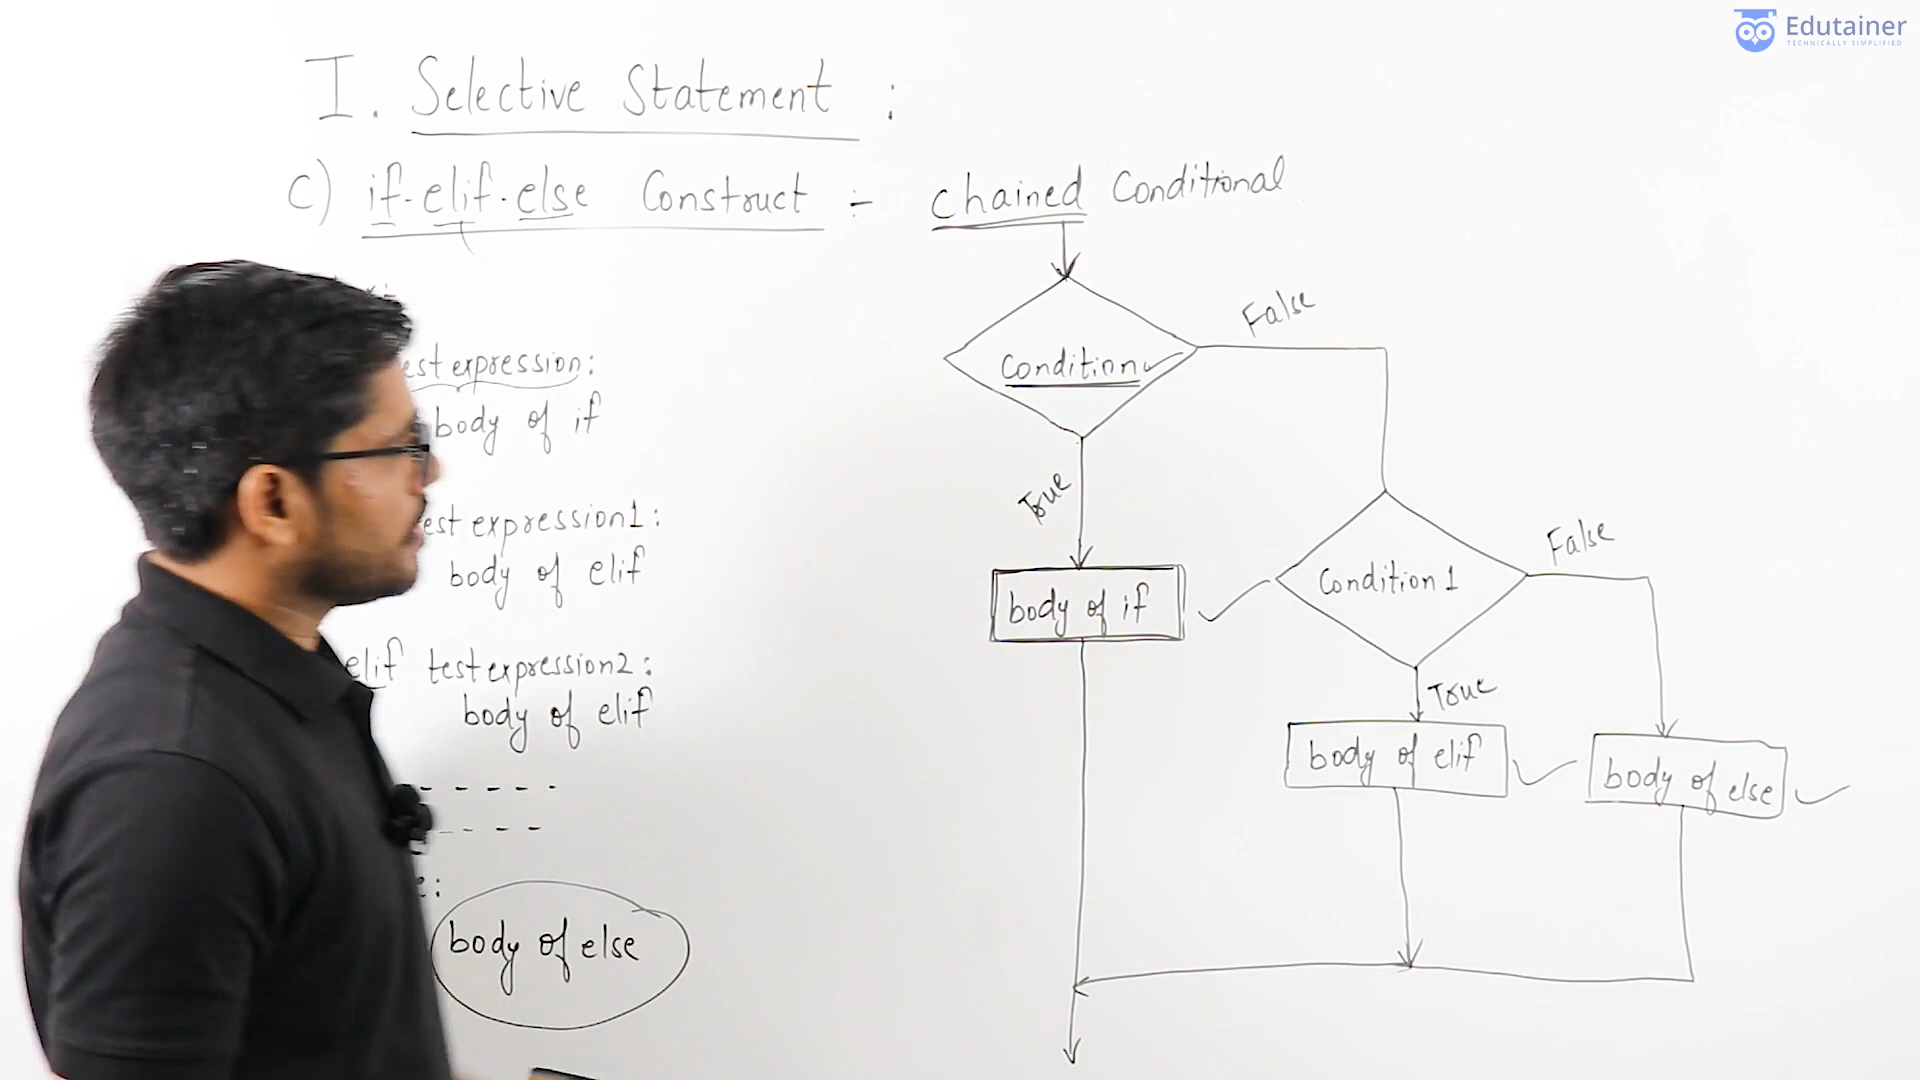 Edutainer
TECHNICALLY SIMPLIFIED
I. Selective Statement :
C) if-elif-else Construct :- chained Conditional
test expression:
body of if
test expression1:
body of elif
elif test expression2:
body of elif
body of else
Condition
False
True
body of if
Condition 1
False
True
body of elif
body of else